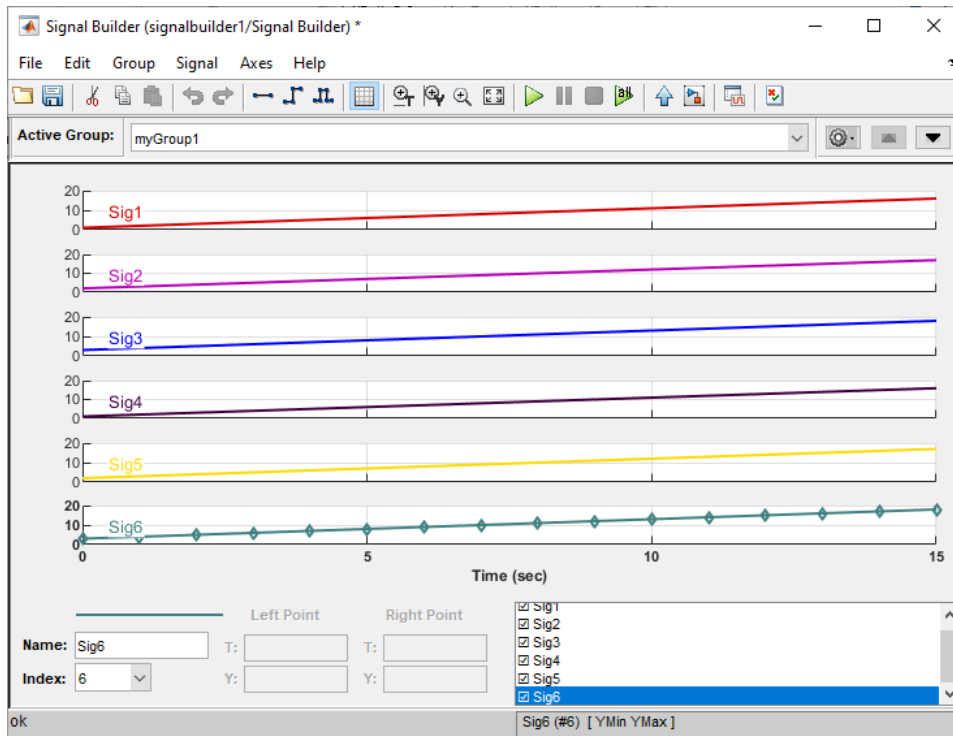 Signal Builder (signalbuilder1/Signal Builder) *
File Edit Group Signal Axes Help
Active Group: myGroup1
20
10
0
Sig1
20
10
0
Sig2
20
10
0
Sig3
20
10
0
Sig4
20
10
0
Sig5
20
10
0
Sig6
0 5 10 15
Time (sec)
Left Point Right Point
Name: Sig6 T: T:
Index: 6 Y: Y:
Sig1
Sig2
Sig3
Sig4
Sig5
Sig6
ok Sig6 (#6) [ YMin YMax ]